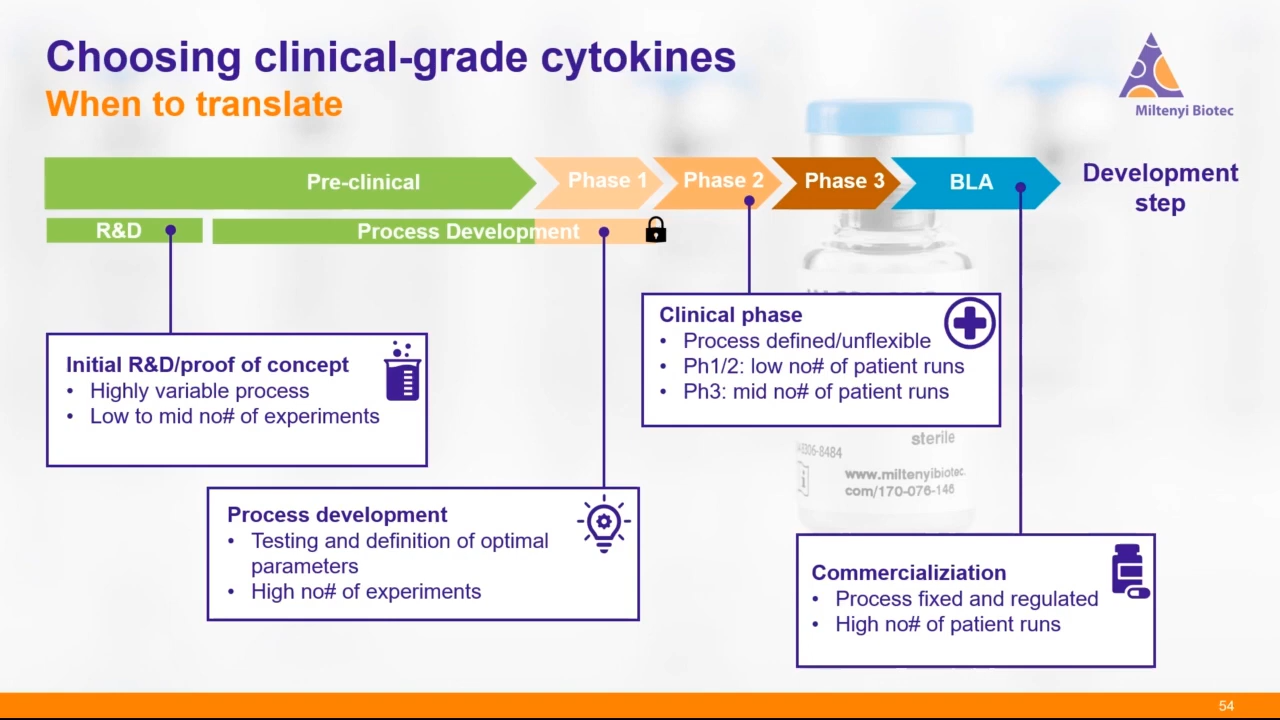 Choosing clinical-grade cytokines
When to translate
Miltenyi Biotec
Pre-clinical
Phase 1
Phase 2
Phase 3
BLA
Development
step
R&D
Process Development
Initial R&D/proof of concept
• Highly variable process
• Low to mid no# of experiments
Process development
• Testing and definition of optimal
parameters
• High no# of experiments
Clinical phase
• Process defined/unflexible
• Ph1/2: low no# of patient runs
• Ph3: mid no# of patient runs
sterile
www.miltenyibiotec.
com/170-076-146
Commercializiation
• Process fixed and regulated
• High no# of patient runs
54